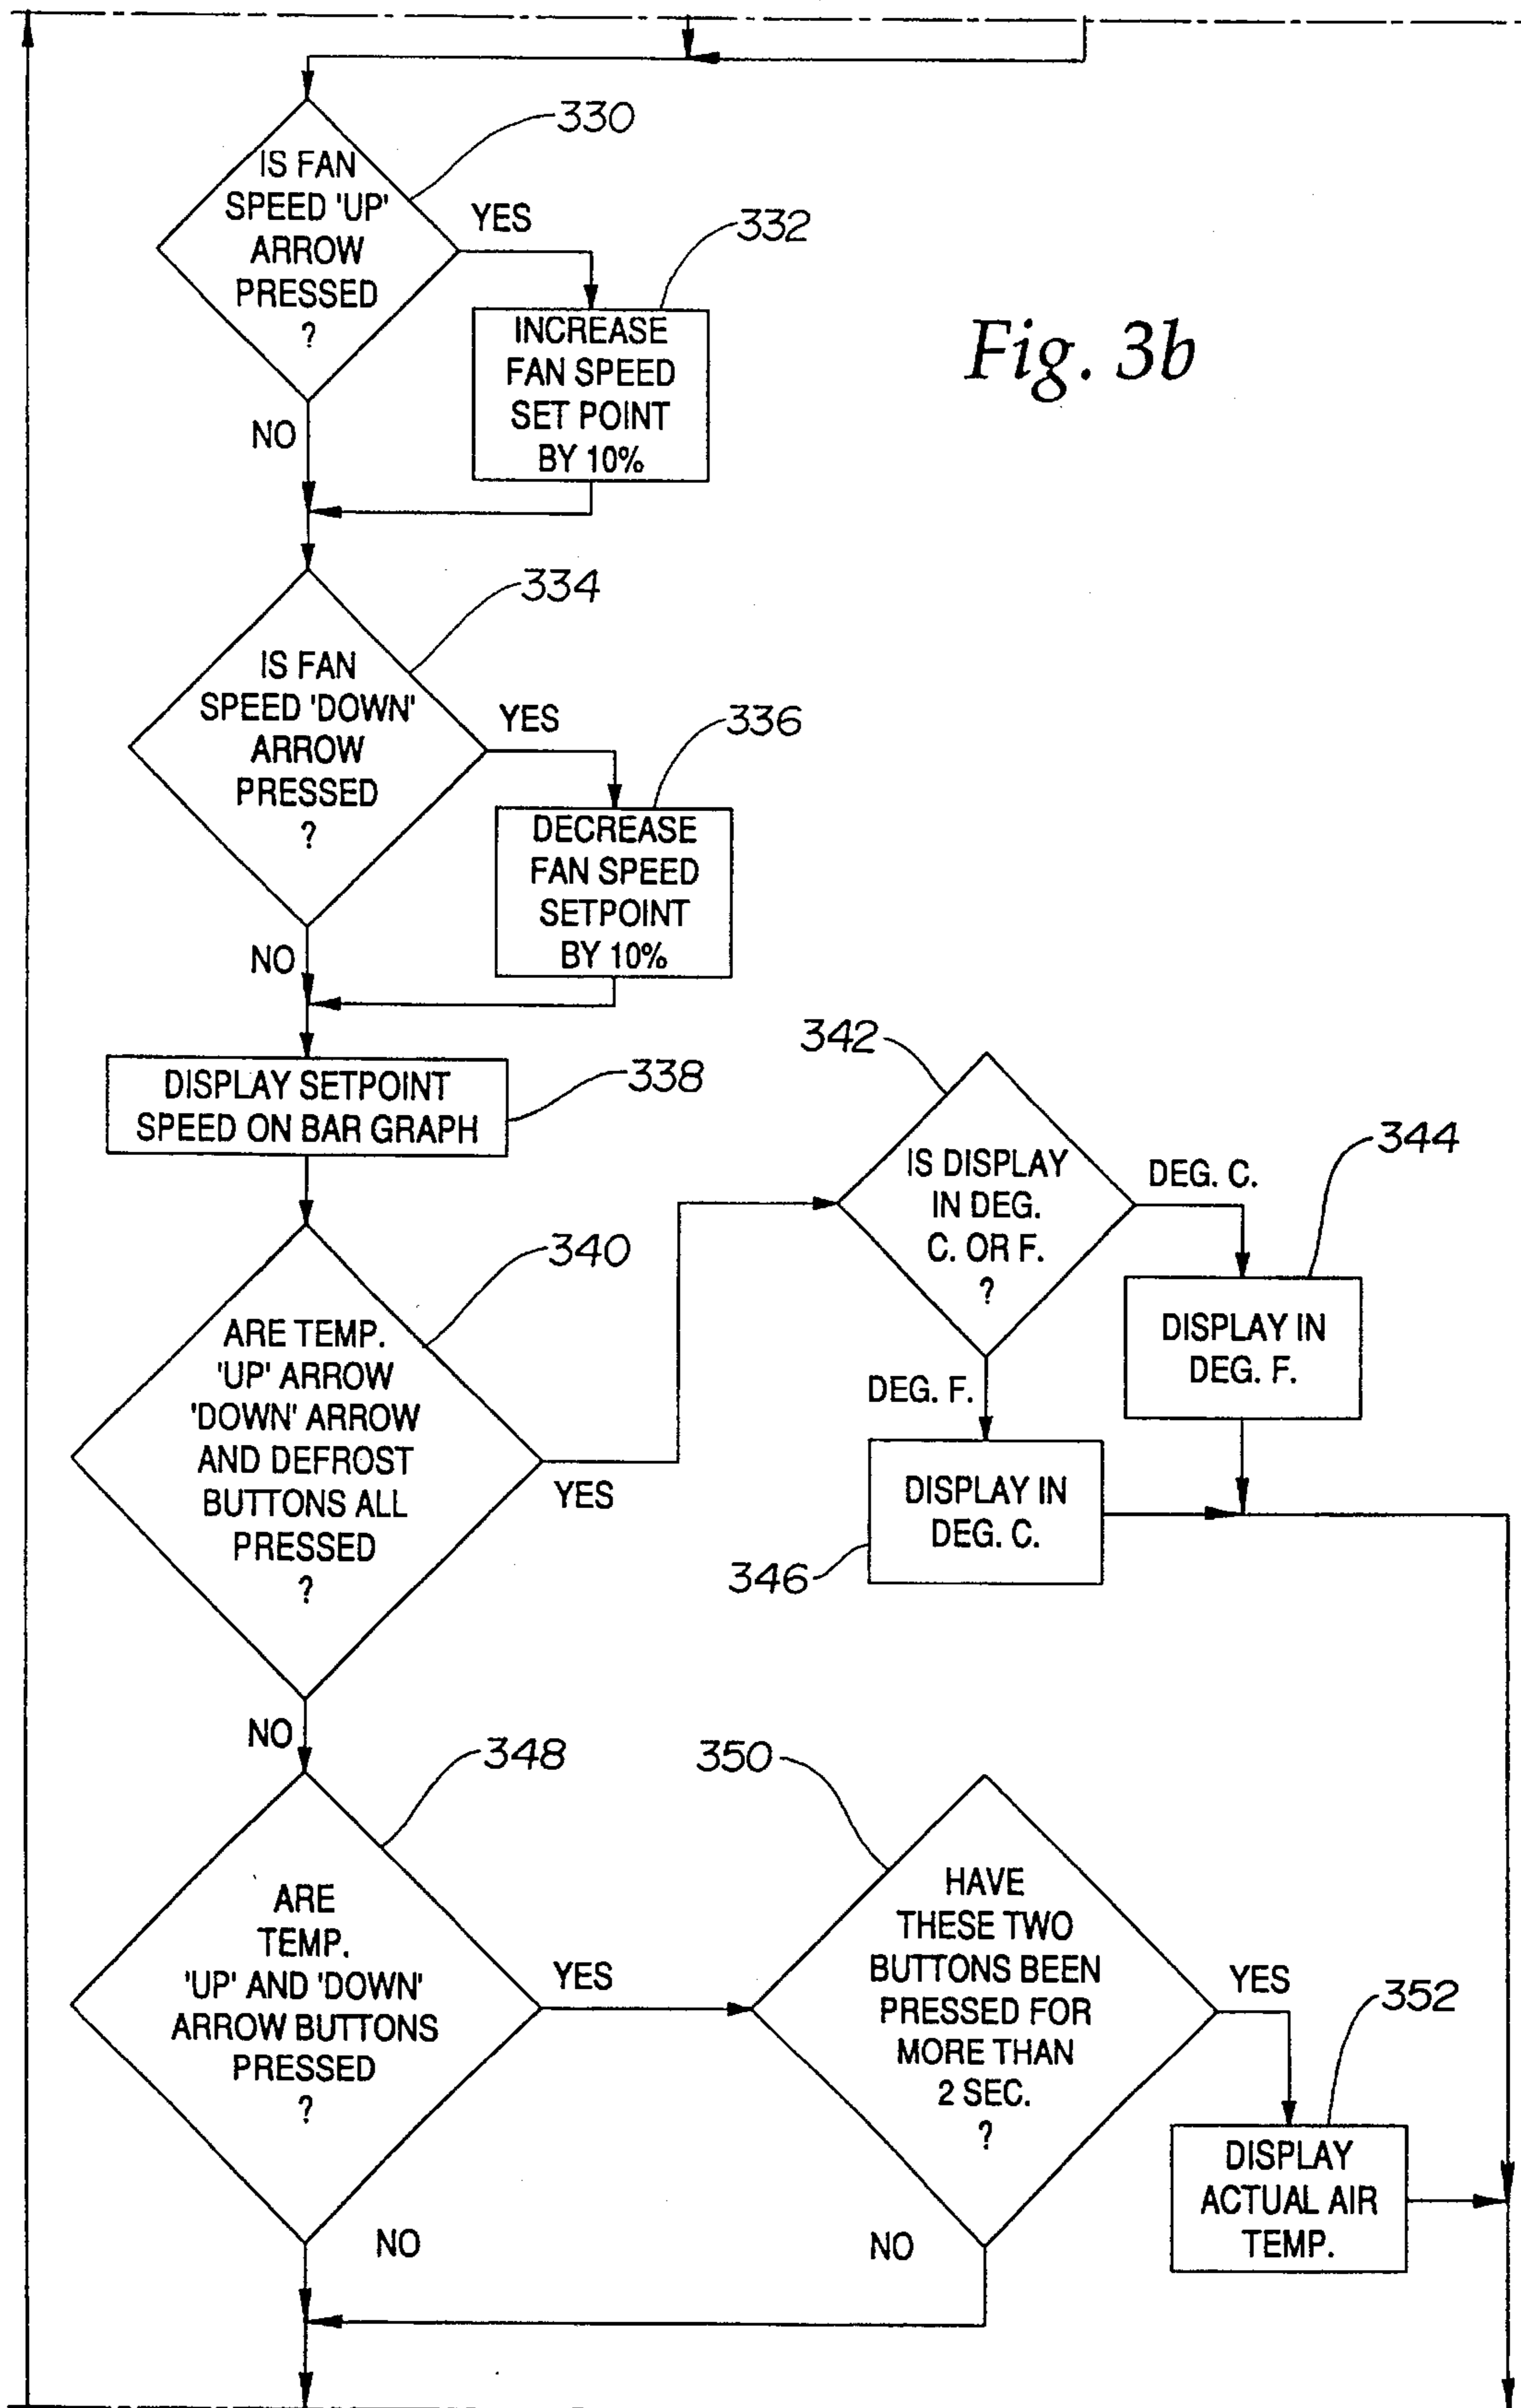 330
IS FAN
SPEED 'UP'
ARROW
PRESSED
?
YES
332
INCREASE
FAN SPEED
SET POINT
BY 10%
Fig. 3b
NO
334
IS FAN
SPEED 'DOWN'
ARROW
PRESSED
?
YES
336
DECREASE
FAN SPEED
SETPOINT
BY 10%
NO
DISPLAY SETPOINT
SPEED ON BAR GRAPH
338
342
IS DISPLAY
IN DEG.
C. OR F.
?
DEG. C.
344
DISPLAY IN
DEG. F.
DEG. F.
DISPLAY IN
DEG. C.
346
340
ARE TEMP.
'UP' ARROW
'DOWN' ARROW
AND DEFROST
BUTTONS ALL
PRESSED
?
YES
NO
348
ARE
TEMP.
'UP' AND 'DOWN'
ARROW BUTTONS
PRESSED
?
YES
NO
350
HAVE
THESE TWO
BUTTONS BEEN
PRESSED FOR
MORE THAN
2 SEC.
?
YES
NO
352
DISPLAY
ACTUAL AIR
TEMP.